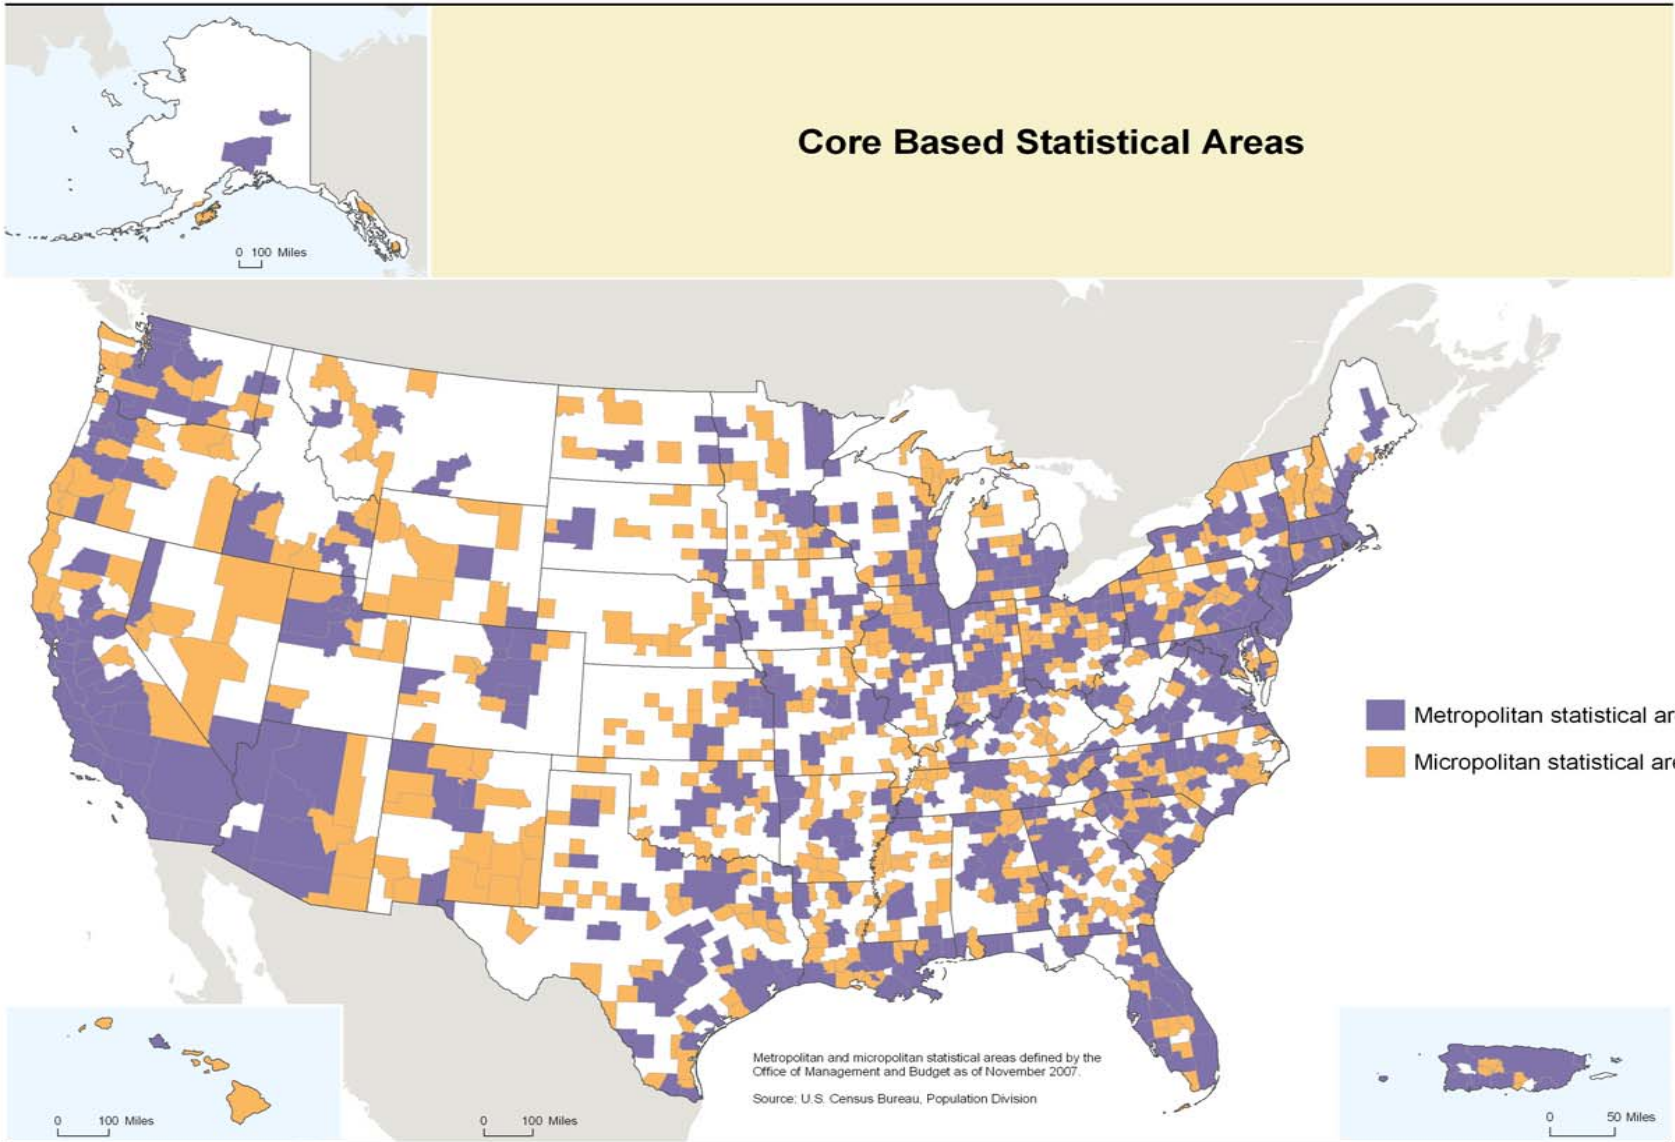 Core Based Statistical Areas
0 100 Miles
Metropolitan statistical ar
Micropolitan statistical are
Metropolitan and micropolitan statistical areas defined by the
Office of Management and Budget as of November 2007.
Source: U.S. Census Bureau, Population Division
0 100 Miles
0 100 Miles
0 50 Miles